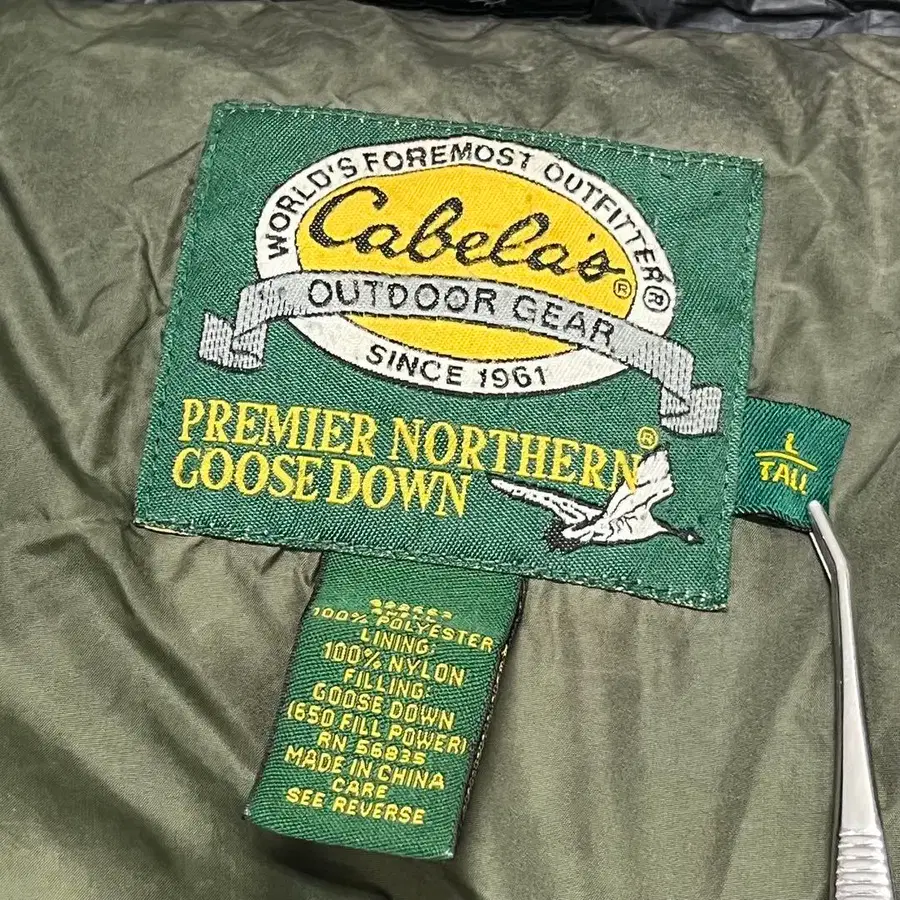 WORLD'S FOREMOST OUTFITTER®
Cabela's®
OUTDOOR GEAR
SINCE 1961
PREMIER NORTHERN®
GOOSE DOWN
L
TALL
100% POLYESTER
LINING:
100% NYLON
FILLING:
GOOSE DOWN
(650 FILL POWER)
RN 56835
MADE IN CHINA
CARE
SEE REVERSE